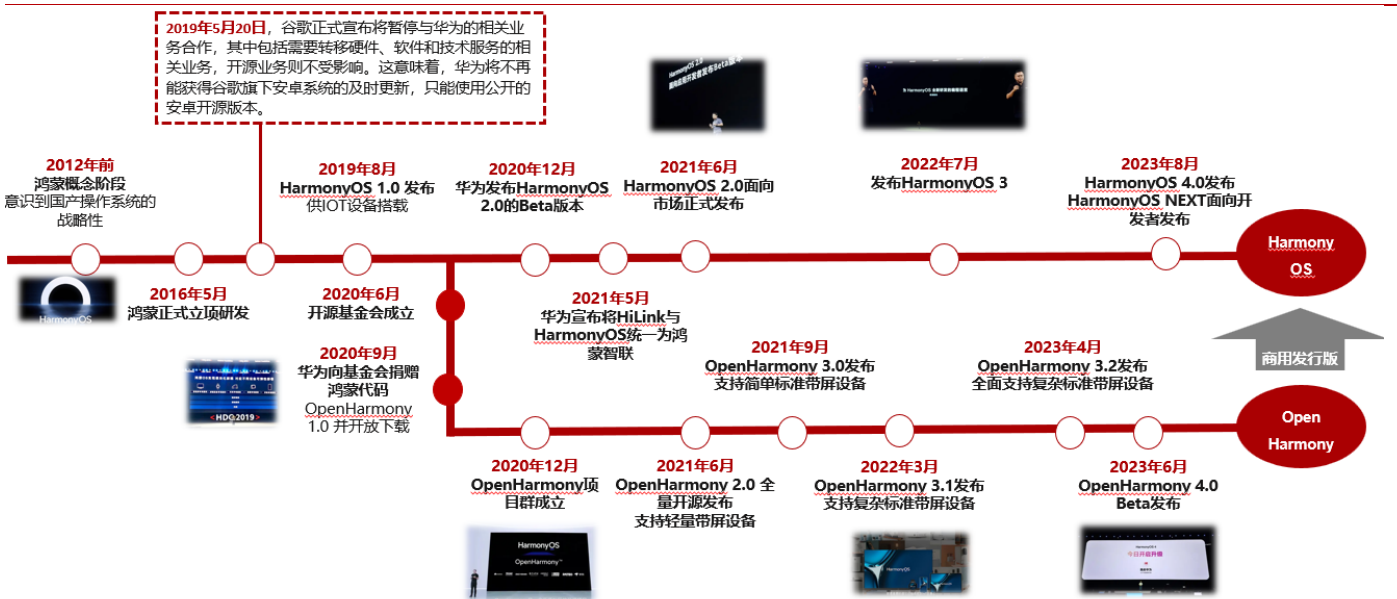 2019年5月20日，谷歌正式宣布将暂停与华为的相关业
务合作，其中包括需要转移硬件、软件和技术服务的相
关业务，开源业务则不受影响。这意味着，华为将不再
能获得谷歌旗下安卓系统的及时更新，只能使用公开的
安卓开源版本。
HarmonyOS 2.0
2012年前
鸿蒙概念阶段
意识到国产操作系统的
战略性
2019年8月
HarmonyOS 1.0 发布
供IOT设备搭载
2020年12月
华为发布HarmonyOS
2.0的Beta版本
2021年6月
HarmonyOS 2.0面向
市场正式发布
2022年7月
发布HarmonyOS 3
2023年8月
HarmonyOS 4.0发布
HarmonyOS NEXT面向开
发者发布
Harmony
OS
HarmonyOS
2016年5月
鸿蒙正式立项研发
2020年6月
开源基金会成立
2020年9月
华为向基金会捐赠
鸿蒙代码
OpenHarmony
1.0 并开放下载
<HDC2019>
2021年5月
华为宣布将HiLink与
HarmonyOS统一为鸿
蒙智联
2021年9月
OpenHarmony 3.0发布
支持简单标准带屏设备
2023年4月
OpenHarmony 3.2发布
全面支持复杂标准带屏设备
商用发行版
Open
Harmony
2020年12月
OpenHarmony项
目群成立
2021年6月
OpenHarmony 2.0 全
量开源发布
支持轻量带屏设备
2022年3月
OpenHarmony 3.1发布
支持复杂标准带屏设备
2023年6月
OpenHarmony 4.0
Beta发布
HarmonyOS
OpenHarmony
HarmonyOS
HarmonyOS 4
今日开启升级